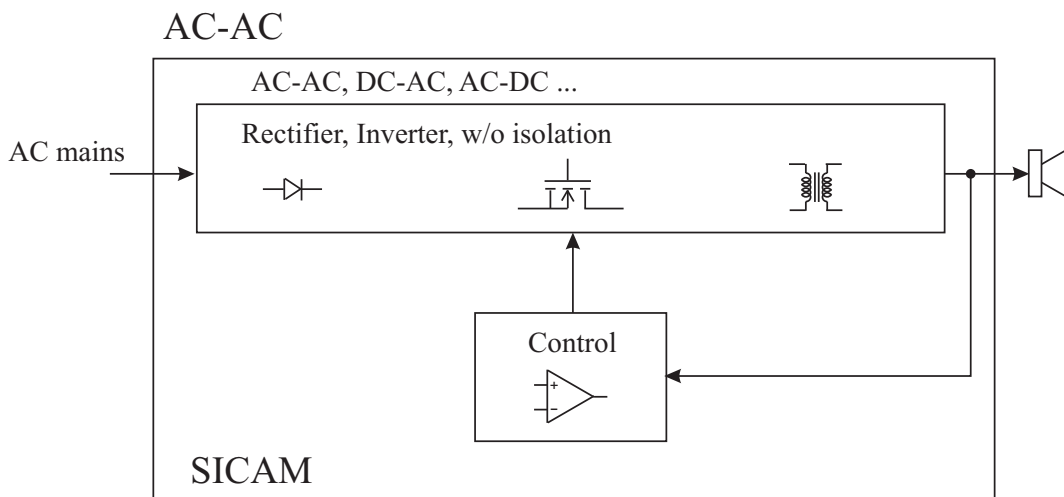 AC-AC
AC-AC, DC-AC, AC-DC ...
Rectifier, Inverter, w/o isolation
AC mains
Control
+
−
SICAM